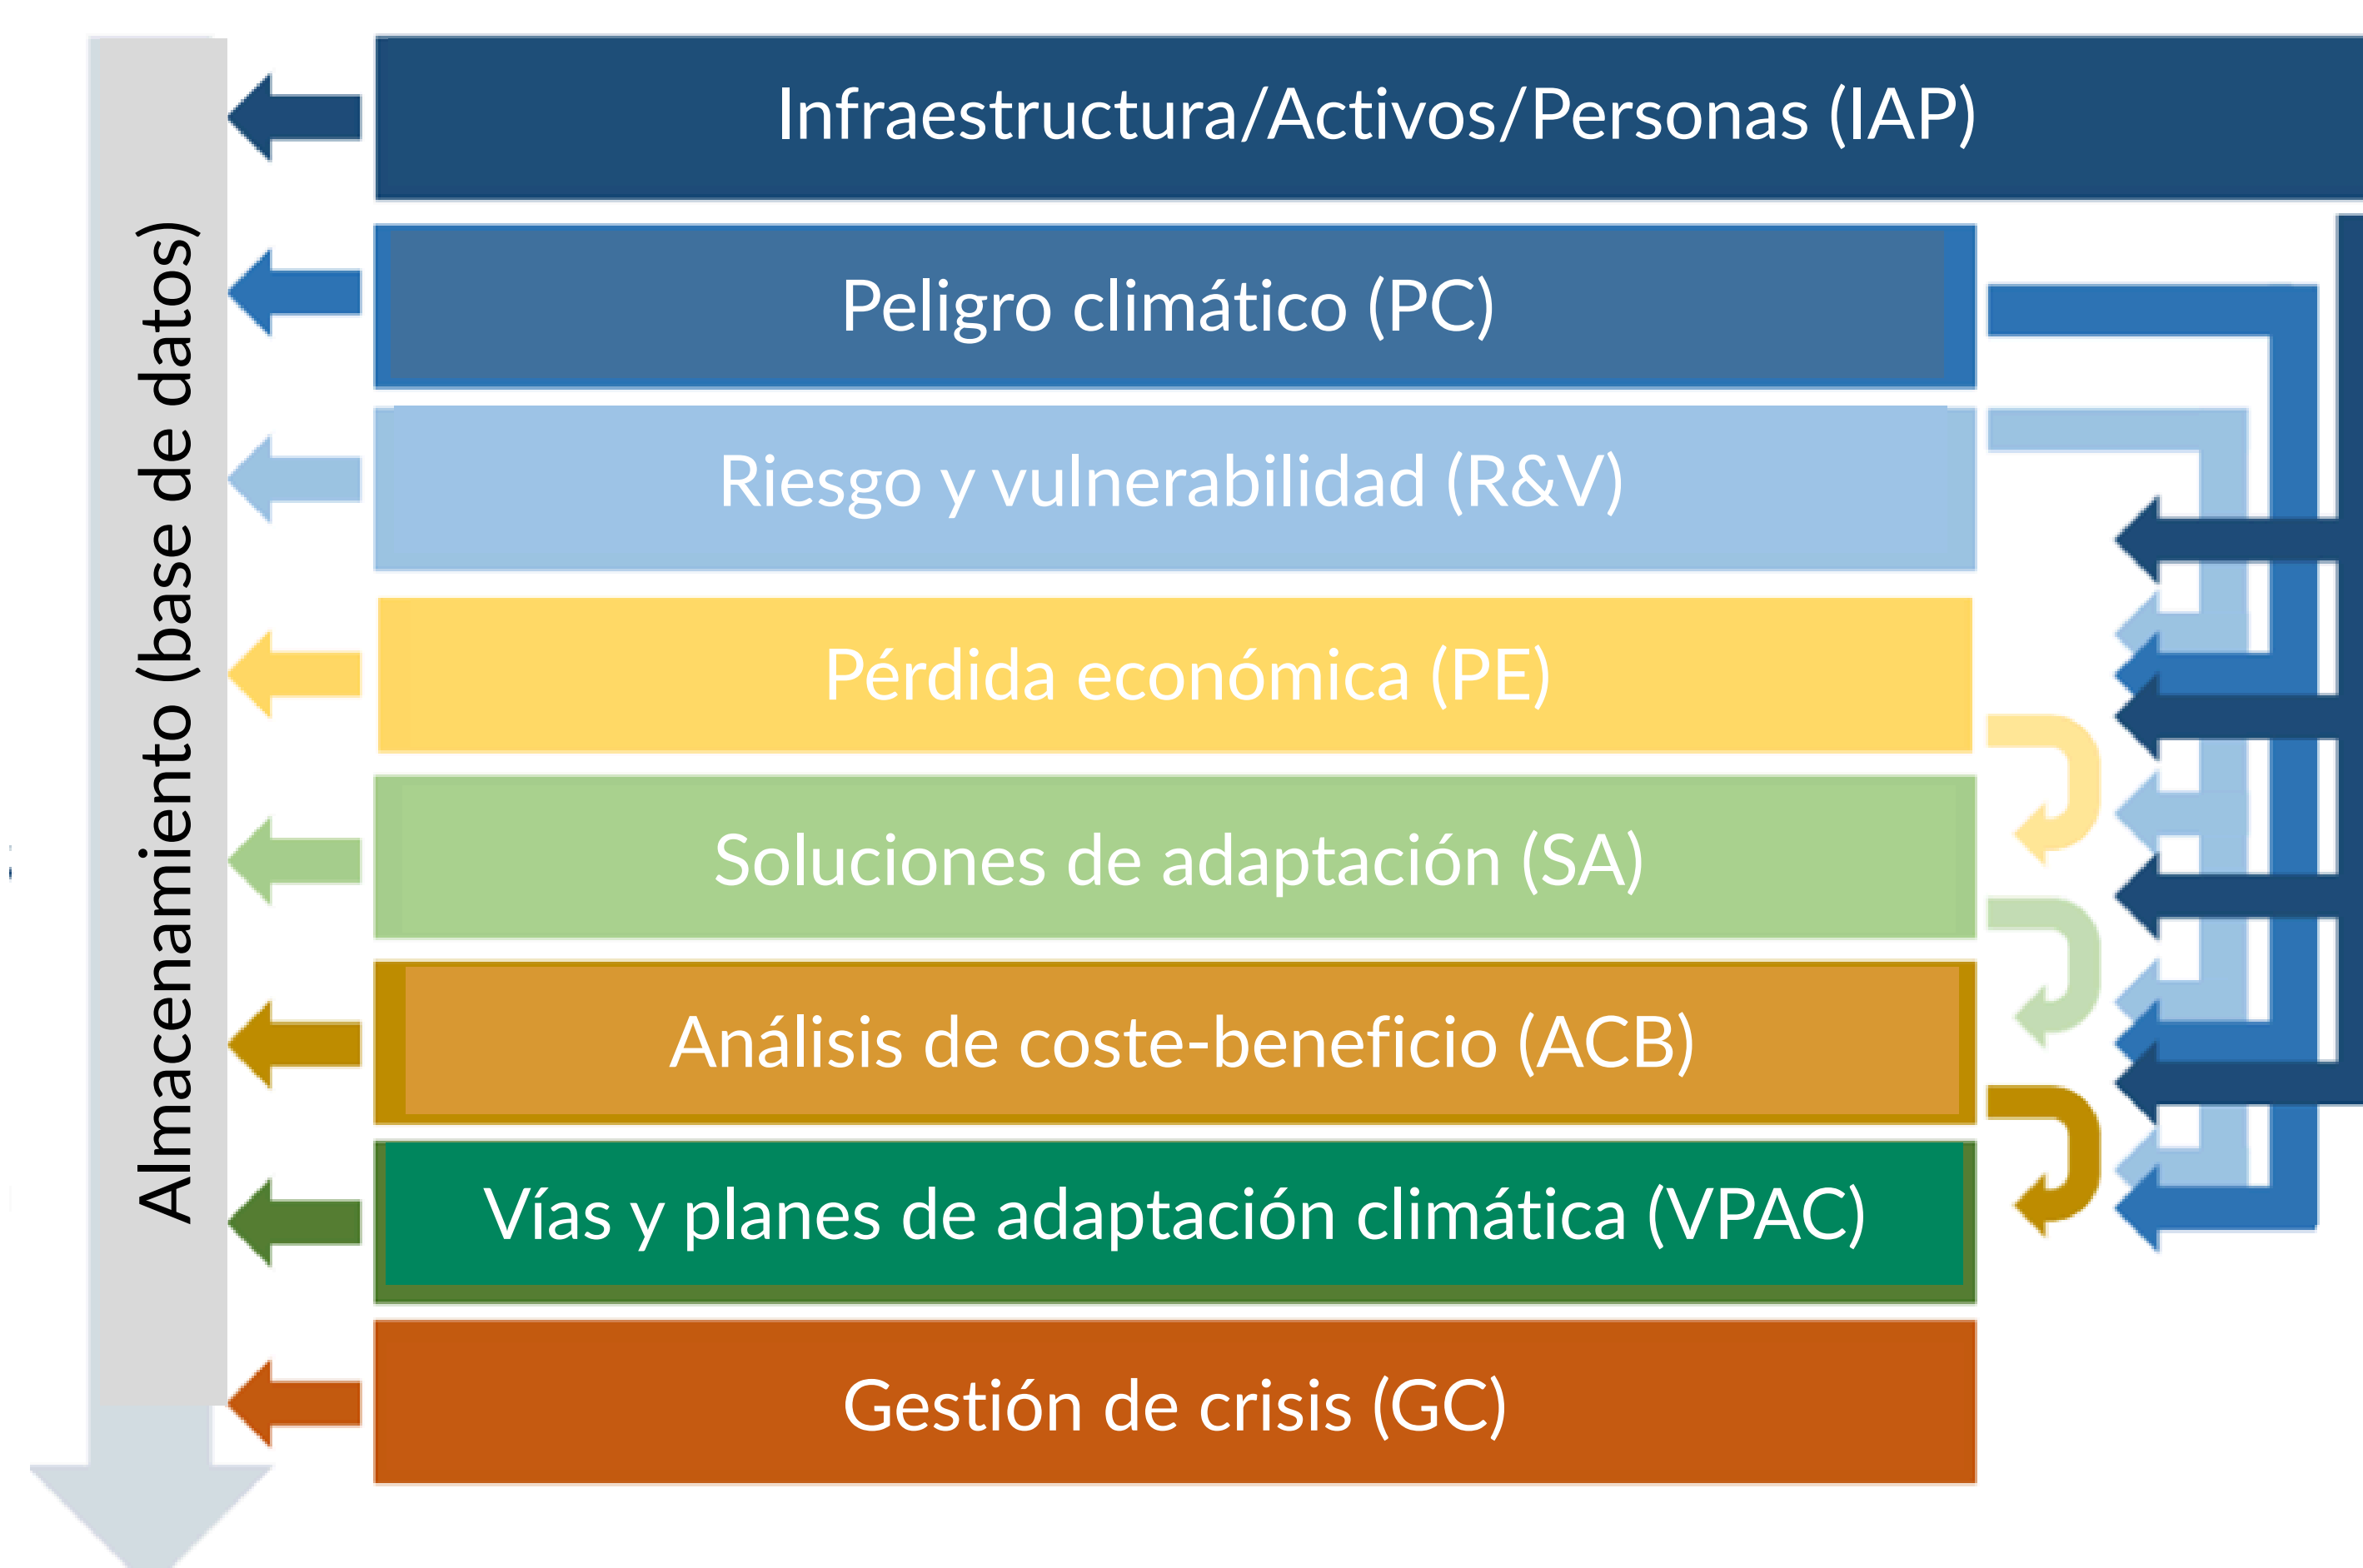 Almacenamiento (base de datos)
Infraestructura/Activos/Personas (IAP)
Peligro climático (PC)
Riesgo y vulnerabilidad (R&V)
Pérdida económica (PE)
Soluciones de adaptación (SA)
Análisis de coste-beneficio (ACB)
Vías y planes de adaptación climática (VPAC)
Gestión de crisis (GC)